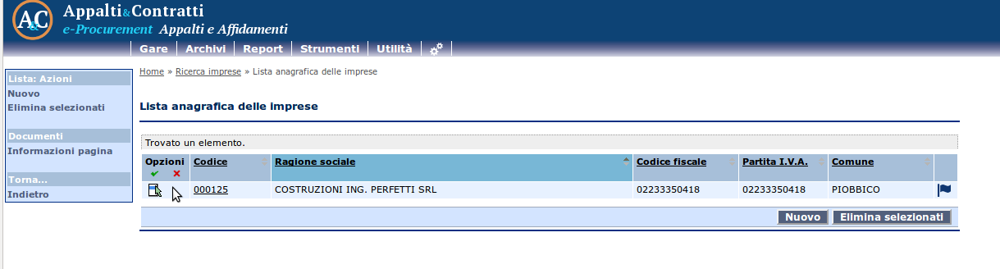 A&C Appalti&Contratti
e-Procurement Appalti e Affidamenti
Gare Archivi Report Strumenti Utilità
Home » Ricerca imprese » Lista anagrafica delle imprese
Lista: Azioni
Nuovo
Elimina selezionati
Documenti
Informazioni pagina
Torna...
Indietro
Lista anagrafica delle imprese
Trovato un elemento.
Opzioni Codice Ragione sociale Codice fiscale Partita I.V.A. Comune
000125 COSTRUZIONI ING. PERFETTI SRL 02233350418 02233350418 PIOBBICO
Nuovo Elimina selezionati